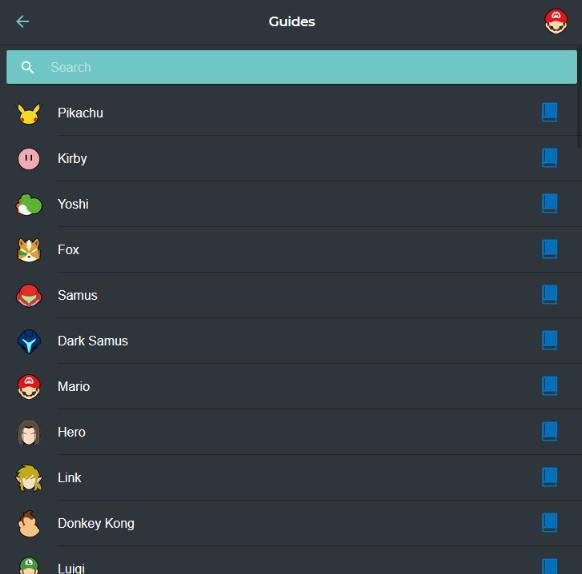 Guides
Search
Pikachu
Kirby
Yoshi
Fox
Samus
Dark Samus
Mario
Hero
Link
Donkey Kong
Luigi